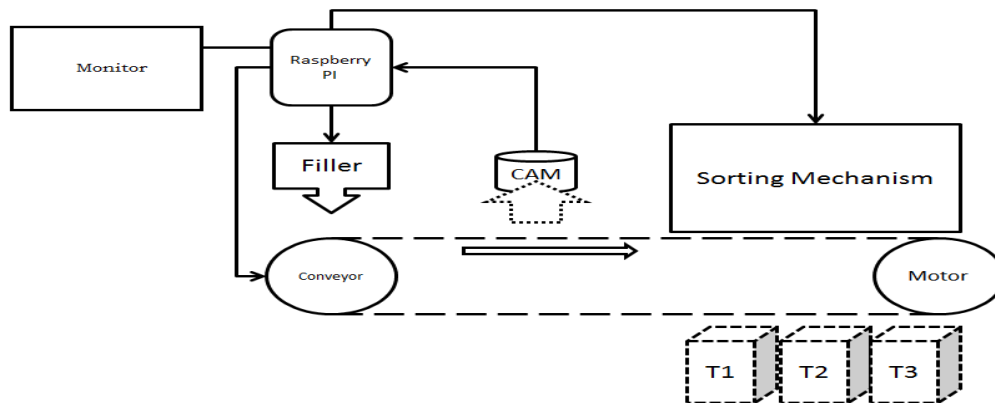 Monitor
Raspberry
PI
Filler
CAM
Sorting Mechanism
Conveyor
Motor
T1
T2
T3